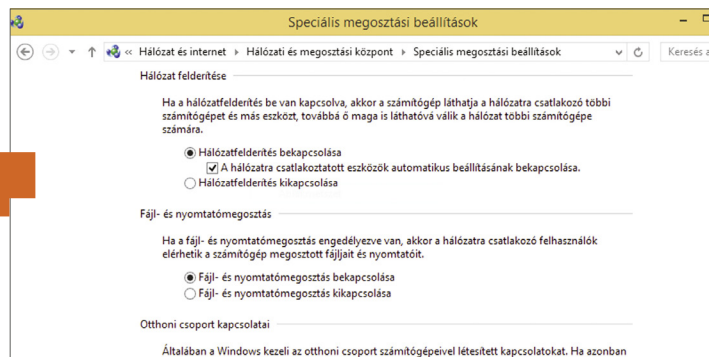 Speciális megosztási beállítások
« Hálózat és internet Hálózati és megosztási központ Speciális megosztási beállítások Keresés a
Hálózat felderítése
Ha a hálózatfelderítés be van kapcsolva, akkor a számítógép láthatja a hálózatra csatlakozó többi
számítógépet és más eszközt, továbbá ő maga is láthatóvá válik a hálózat többi számítógépe
számára.
Hálózatfelderítés bekapcsolása
A hálózatra csatlakoztatott eszközök automatikus beállításának bekapcsolása.
Hálózatfelderítés kikapcsolása
Fájl- és nyomtatómegosztás
Ha a fájl- és nyomtatómegosztás engedélyezve van, akkor a hálózatra csatlakozó felhasználók
elérhetik a számítógép megosztott fájljait és nyomtatóit.
Fájl- és nyomtatómegosztás bekapcsolása
Fájl- és nyomtatómegosztás kikapcsolása
Otthoni csoport kapcsolatai
Általában a Windows kezeli az otthoni csoport számítógépeivel létesített kapcsolatokat. Ha azonban